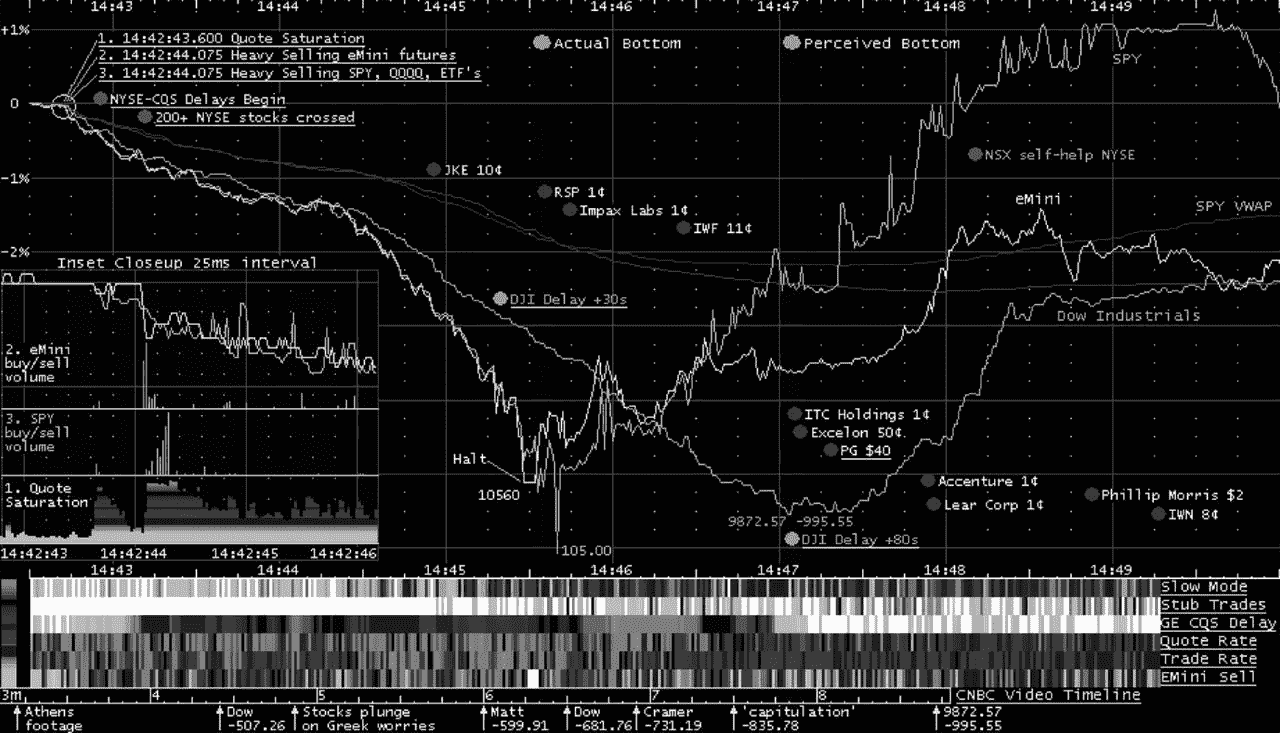 14:43 14:44 14:45 14:46 14:47 14:48 14:49
+1%
0
-1%
-2%
1. 14:42:43.600 Quote Saturation
2. 14:42:44.075 Heavy Selling eMini futures
3. 14:42:44.075 Heavy Selling SPY, QQQQ, ETF's
NYSE-CQS Delays Begin
200+ NYSE stocks crossed
Actual Bottom
Perceived Bottom
SPY
JKE 10¢
RSP 1¢
Impax Labs 1¢
IWF 11¢
NSX self-help NYSE
eMini
SPY VWAP
DJI Delay +30s
Dow Industrials
Inset Closeup 25ms interval
2. eMini
buy/sell
volume
3. SPY
buy/sell
volume
1. Quote
Saturation
14:42:43 14:42:44 14:42:45 14:42:46
Halt
10560
105.00
ITC Holdings 1¢
Excelon 50¢
PG $40
Accenture 1¢
Lear Corp 1¢
Phillip Morris $2
IWN 8¢
9872.57 -995.55
DJI Delay +80s
14:43 14:44 14:45 14:46 14:47 14:48 14:49
Slow Mode
Stub Trades
GE CQS Delay
Quote Rate
Trade Rate
EMini Sell
3m 4 5 6 7 8 CNBC Video Timeline
Athens
footage
Dow
-507.26
Stocks plunge
on Greek worries
Matt
-599.91
Dow
-681.76
Cramer
-731.19
'capitulation'
-835.78
9872.57
-995.55